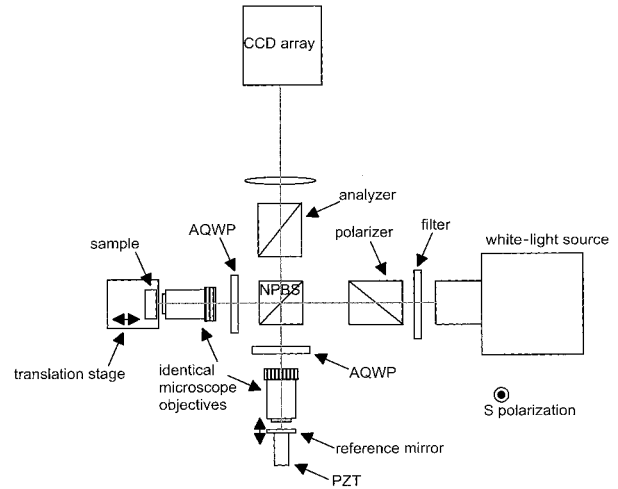 CCD array
analyzer
polarizer
filter
white-light source
AQWP
sample
NPBS
translation stage
identical
microscope
objectives
AQWP
S polarization
reference mirror
PZT